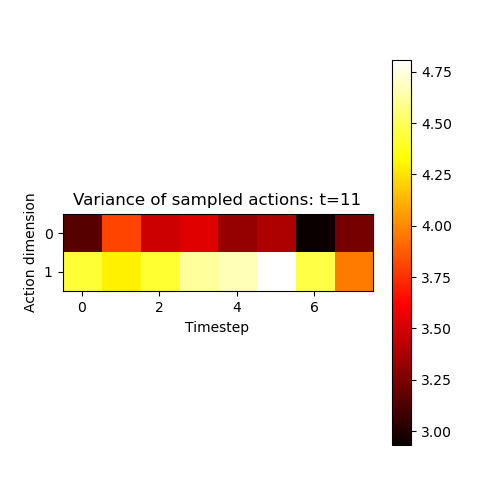 Variance of sampled actions: t=11
Action dimension
0
1
0 2 4 6
Timestep
4.75
4.50
4.25
4.00
3.75
3.50
3.25
3.00